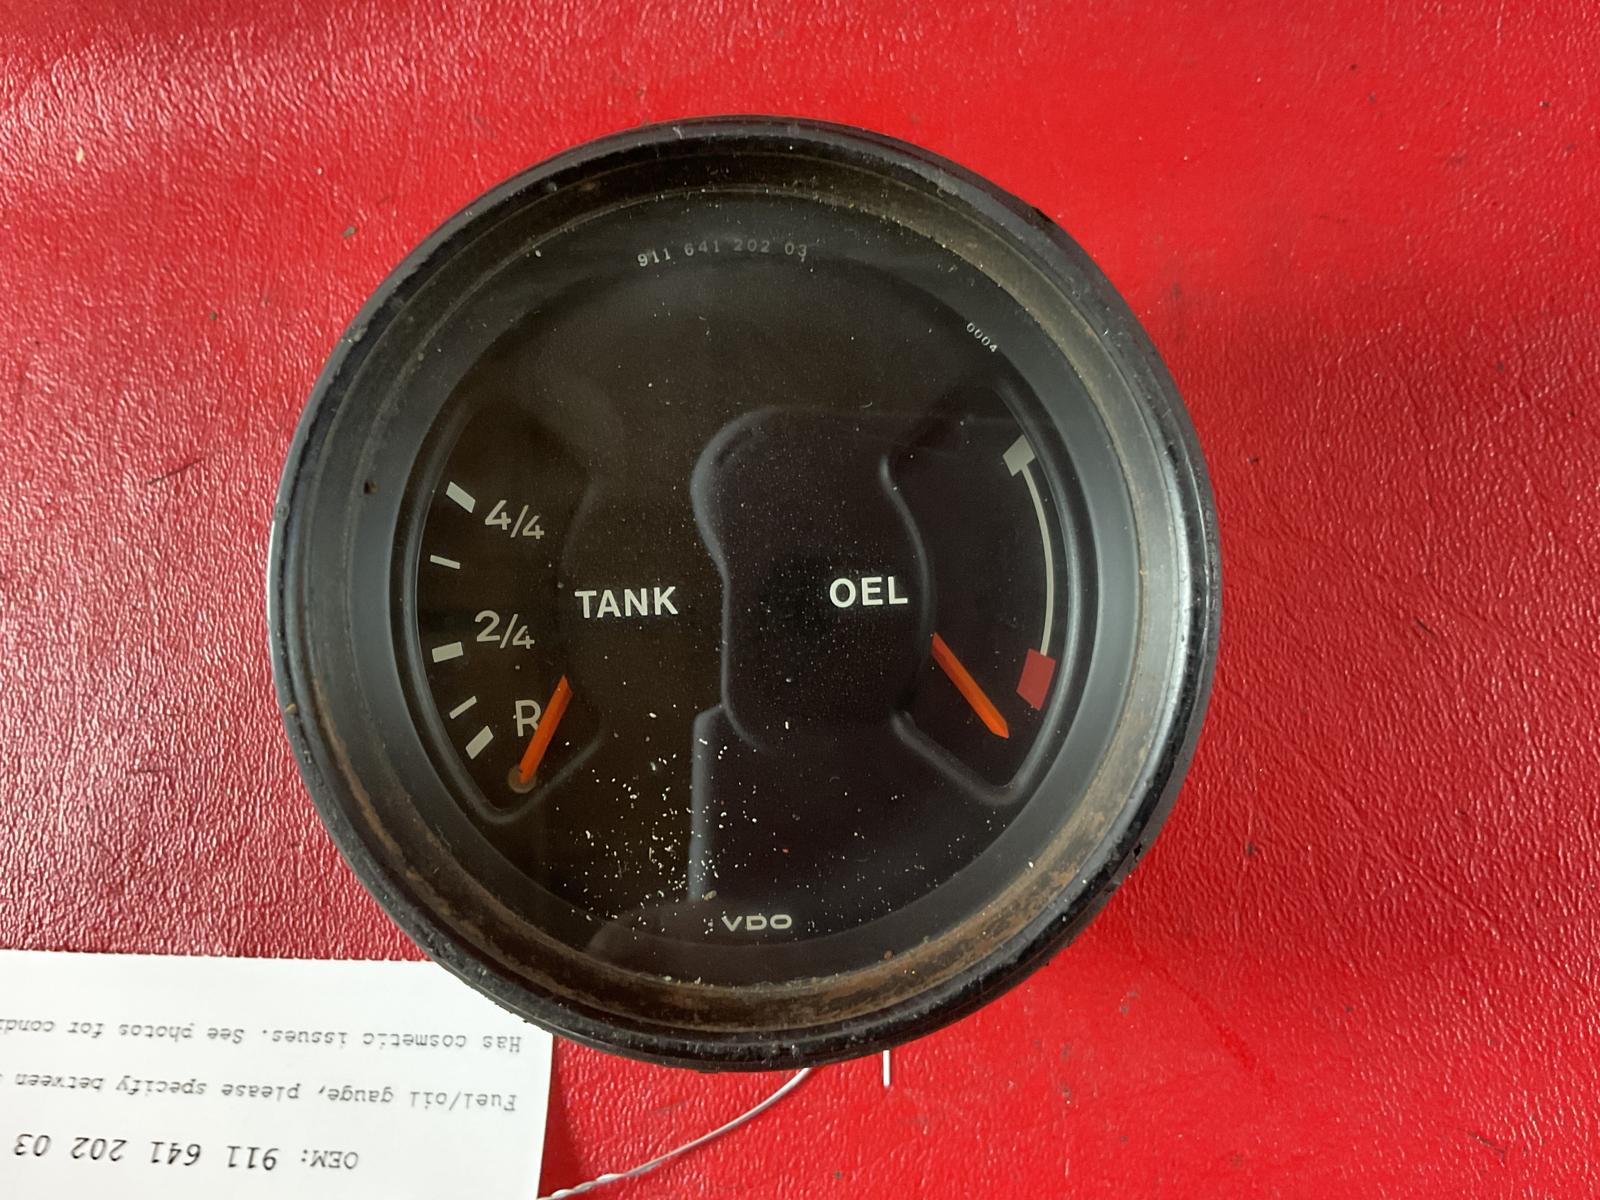 911 641 202 03
0004
4/4
2/4
R
TANK
OEL
VDO
OEM: 911 641 202 03
Fuel/oil gauge, please specify between
Has cosmetic issues. See photos for